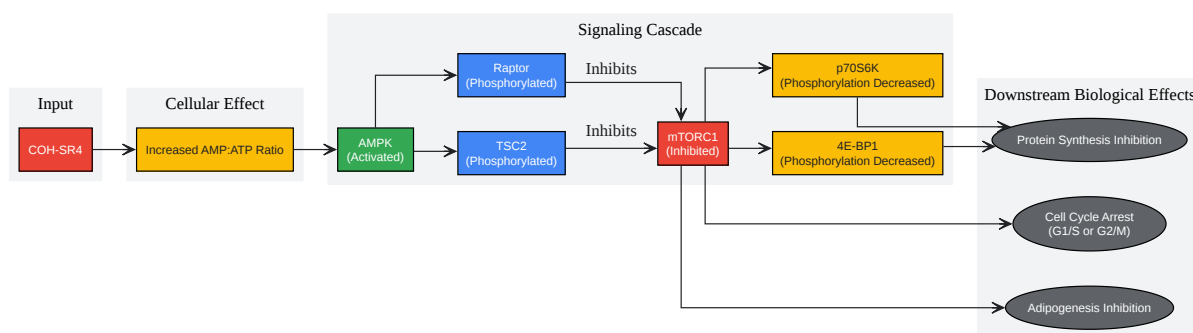 Signaling Cascade
Input
COH-SR4
Cellular Effect
Increased AMP:ATP Ratio
AMPK
(Activated)
Raptor
(Phosphorylated)
TSC2
(Phosphorylated)
Inhibits
Inhibits
mTORC1
(Inhibited)
p70S6K
(Phosphorylation Decreased)
4E-BP1
(Phosphorylation Decreased)
Downstream Biological Effects
Protein Synthesis Inhibition
Cell Cycle Arrest
(G1/S or G2/M)
Adipogenesis Inhibition